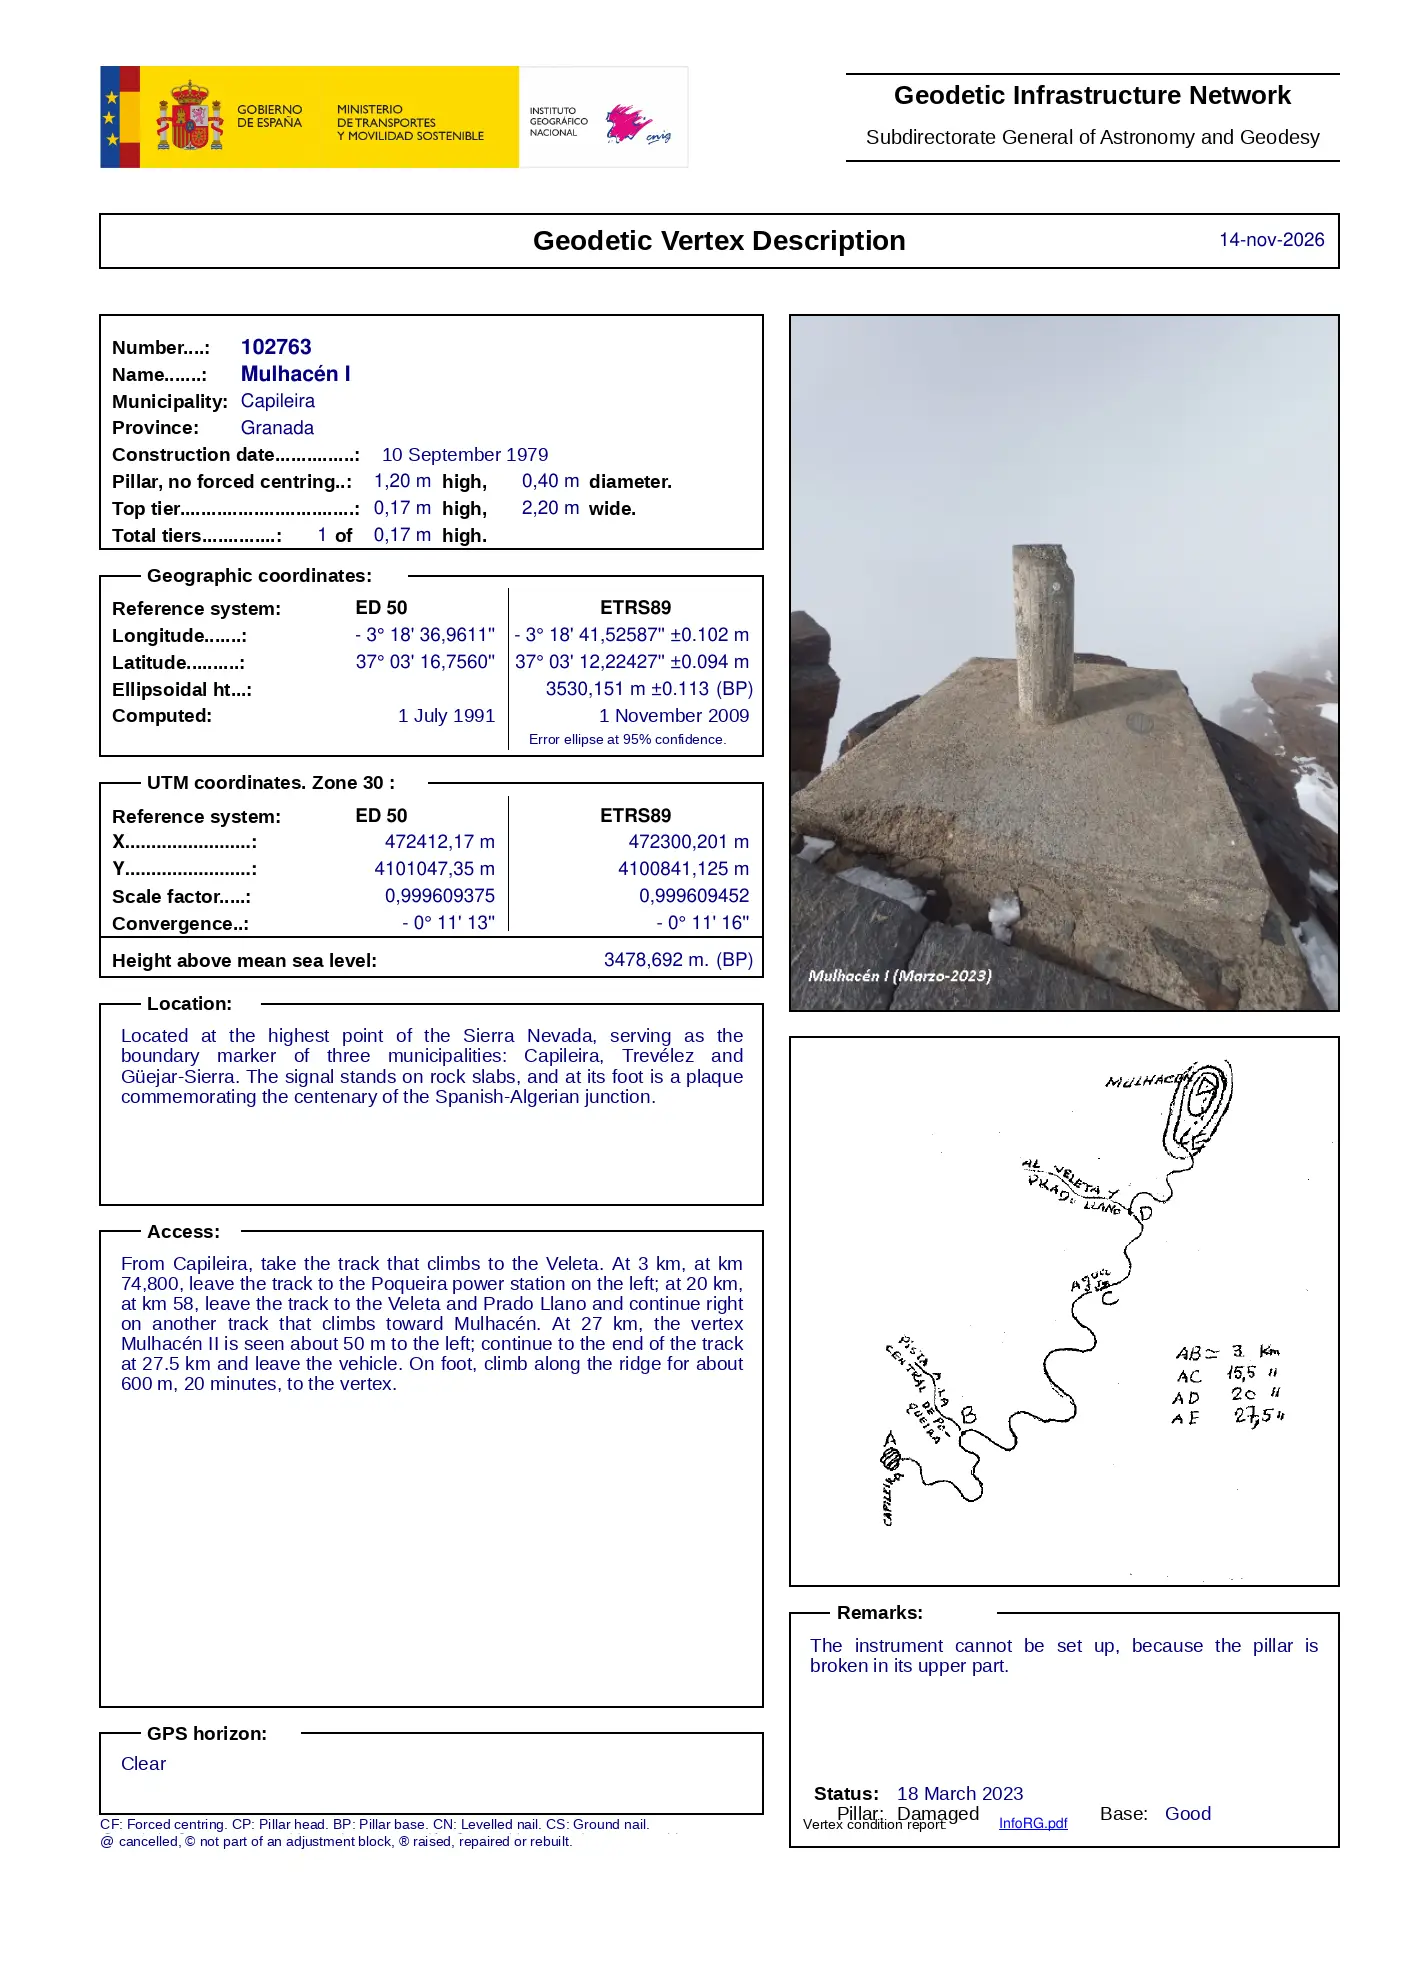 GOBIERNO
DE ESPAÑA
MINISTERIO
DE TRANSPORTES
Y MOVILIDAD SOSTENIBLE
INSTITUTO
GEOGRÁFICO
NACIONAL
cnig
Geodetic Infrastructure Network
Subdirectorate General of Astronomy and Geodesy
Geodetic Vertex Description 14-nov-2026
Number....: 102763
Name.......: Mulhacén I
Municipality: Capileira
Province: Granada
Construction date...............: 10 September 1979
Pillar, no forced centring..: 1,20 m high, 0,40 m diameter.
Top tier.................................: 0,17 m high, 2,20 m wide.
Total tiers..............: 1 of 0,17 m high.
Geographic coordinates:
Reference system: ED 50 ETRS89
Longitude.......: - 3° 18' 36,9611" - 3° 18' 41,52587" ±0.102 m
Latitude..........: 37° 03' 16,7560" 37° 03' 12,22427" ±0.094 m
Ellipsoidal ht...: 3530,151 m ±0.113 (BP)
Computed: 1 July 1991 1 November 2009
Error ellipse at 95% confidence.
UTM coordinates. Zone 30 :
Reference system: ED 50 ETRS89
X........................: 472412,17 m 472300,201 m
Y........................: 4101047,35 m 4100841,125 m
Scale factor.....: 0,999609375 0,999609452
Convergence..: - 0° 11' 13" - 0° 11' 16"
Height above mean sea level: 3478,692 m. (BP)
Location:
Located at the highest point of the Sierra Nevada, serving as the
boundary marker of three municipalities: Capileira, Trevélez and
Güejar-Sierra. The signal stands on rock slabs, and at its foot is a plaque
commemorating the centenary of the Spanish-Algerian junction.
Access:
From Capileira, take the track that climbs to the Veleta. At 3 km, at km
74,800, leave the track to the Poqueira power station on the left; at 20 km,
at km 58, leave the track to the Veleta and Prado Llano and continue right
on another track that climbs toward Mulhacén. At 27 km, the vertex
Mulhacén II is seen about 50 m to the left; continue to the end of the track
at 27.5 km and leave the vehicle. On foot, climb along the ridge for about
600 m, 20 minutes, to the vertex.
GPS horizon:
Clear
CF: Forced centring. CP: Pillar head. BP: Pillar base. CN: Levelled nail. CS: Ground nail.
@ cancelled, © not part of an adjustment block, ® raised, repaired or rebuilt.
Mulhacén I (Marzo-2023)
MULHACEN
E
AL VELETA Y
PRADO LLANO
D
C
PISTA A LA
CENTRAL DE PO-
QUEIRA
B
A
CAPILEIRA
AB= 3 Km
AC 15,5 "
AD 20 "
AE 27,5 "
Remarks:
The instrument cannot be set up, because the pillar is
broken in its upper part.
Status: 18 March 2023
Pillar: Damaged Base: Good
Vertex condition report: InfoRG.pdf